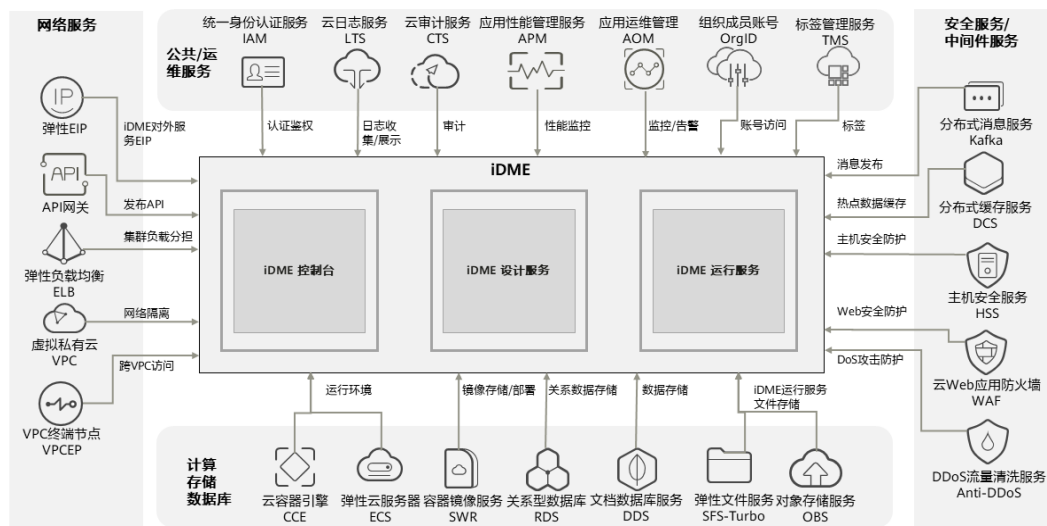 网络服务
弹性EIP
iDME对外服
务EIP
API
API网关
发布API
弹性负载均衡
ELB
集群负载分担
虚拟私有云
VPC
网络隔离
VPC终端节点
VPCEP
跨VPC访问
IP
公共/运
维服务
统一身份认证服务
IAM
云日志服务
LTS
云审计服务
CTS
应用性能管理服务
APM
应用运维管理
AOM
组织成员账号
OrgID
标签管理服务
TMS
认证鉴权
日志收
集/展示
审计
性能监控
监控/告警
账号访问
标签
iDME
iDME 控制台
iDME 设计服务
iDME 运行服务
运行环境
镜像存储/部署
关系数据存储
数据存储
iDME运行服务
文件存储
计算
存储
数据库
云容器引擎
CCE
弹性云服务器
ECS
容器镜像服务
SWR
关系型数据库
RDS
文档数据库服务
DDS
弹性文件服务
SFS-Turbo
对象存储服务
OBS
安全服务/
中间件服务
消息发布
分布式消息服务
Kafka
热点数据缓存
分布式缓存服务
DCS
主机安全防护
主机安全服务
HSS
Web安全防护
云Web应用防火墙
WAF
DoS攻击防护
DDoS流量清洗服务
Anti-DDoS